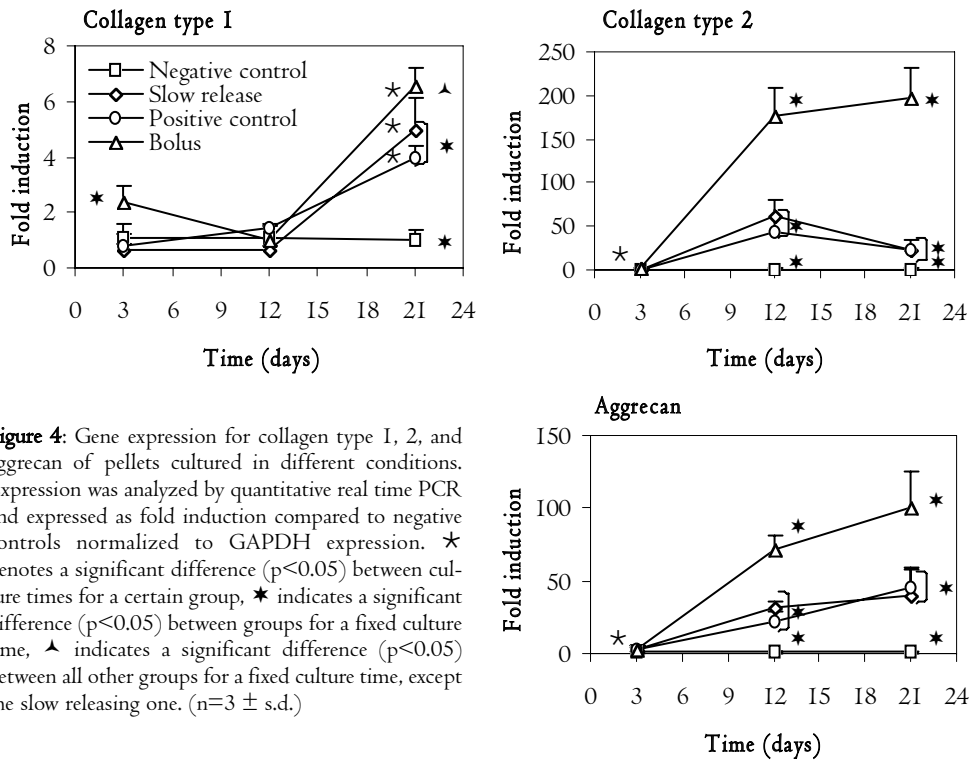 Collagen type 1
8
6
4
2
0
Negative control
Slow release
Positive control
Bolus
Fold induction
0 3 6 9 12 15 18 21 24
Time (days)
Collagen type 2
250
200
150
100
50
0
Fold induction
0 3 6 9 12 15 18 21 24
Time (days)
Aggrecan
150
100
50
0
Fold induction
0 3 6 9 12 15 18 21 24
Time (days)
igure 4: Gene expression for collagen type 1, 2, and
ggrecan of pellets cultured in different conditions.
xpression was analyzed by quantitative real time PCR
nd expressed as fold induction compared to negative
ontrols normalized to GAPDH expression. *
enotes a significant difference (p<0.05) between cul-
ure times for a certain group, ✶ indicates a significant
ifference (p<0.05) between groups for a fixed culture
me, ⅄ indicates a significant difference (p<0.05)
etween all other groups for a fixed culture time, except
he slow releasing one. (n=3 ± s.d.)